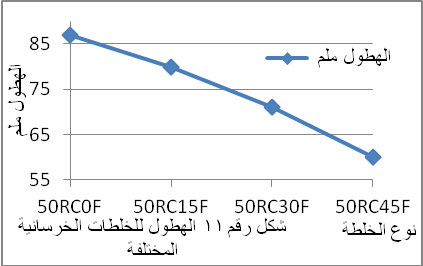 85
75
65
55
الهطول ملم
الهطول ملم
50RC0F 50RC15F 50RC30F 50RC45F
شكل رقم ١١ الهطول للخلطات الخرسانية
المختلفة
نوع الخلطة